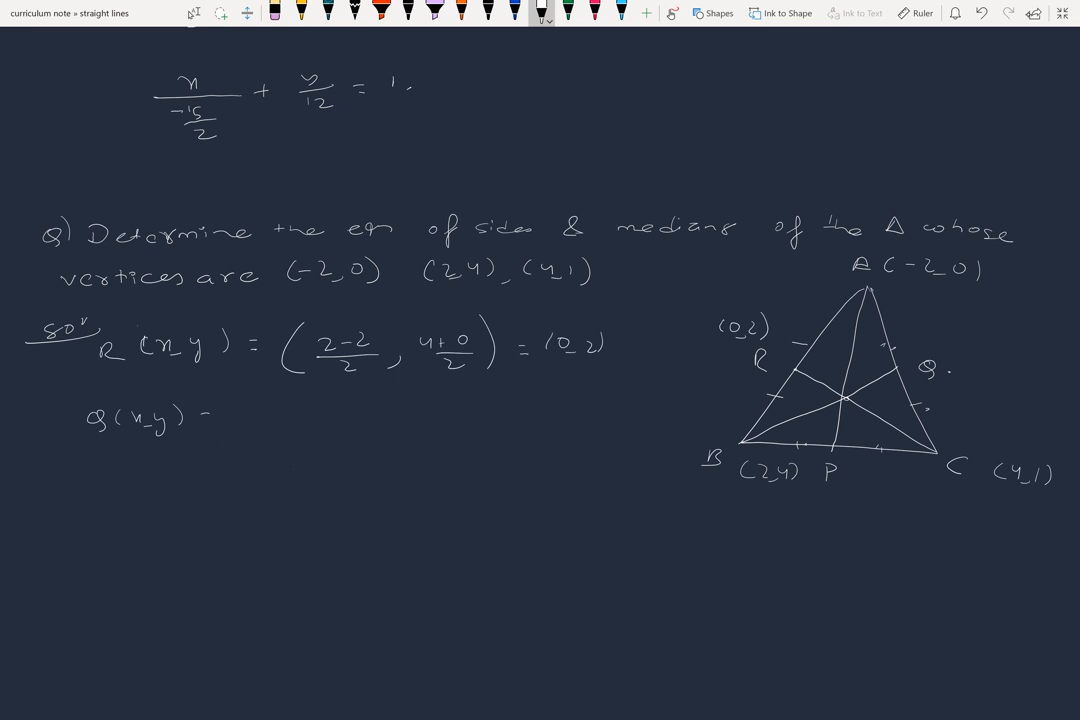 curriculum note » straight lines
Shapes Ink to Shape Ink to Text Ruler
x/(-15/2) + y/12 = 1.
Q) Determine the eqn of sides & medians of the Δ whose
vertices are (-2,0) (2,4), (4,1)
A (-2,0)
solⁿ R (x,y) = ((2-2)/2, (4+0)/2) = (0,2)
(0,2)
R
Q.
Q(x,y) =
B (2,4) P C (4,1)